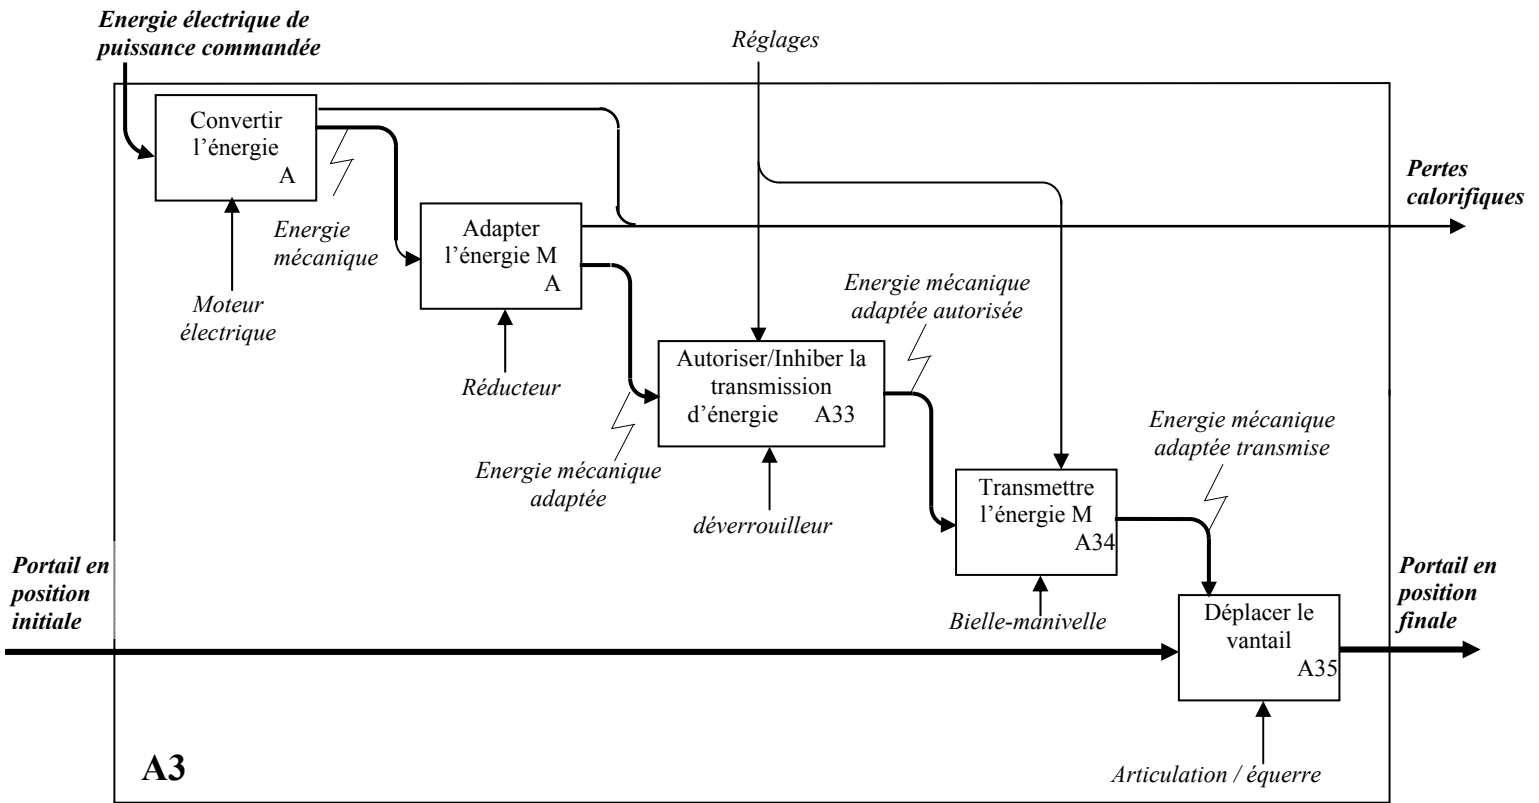 Energie électrique de
puissance commandée
Réglages
Convertir
l’énergie
A
Pertes
calorifiques
Energie
mécanique
Adapter
l’énergie M
A
Moteur
électrique
Energie mécanique
adaptée autorisée
Réducteur
Autoriser/Inhiber la
transmission
d’énergie A33
Energie mécanique
adaptée transmise
Energie mécanique
adaptée
Transmettre
l’énergie M
A34
déverrouilleur
Portail en
position
initiale
Portail en
position
finale
Bielle-manivelle
Déplacer le
vantail
A35
A3
Articulation / équerre